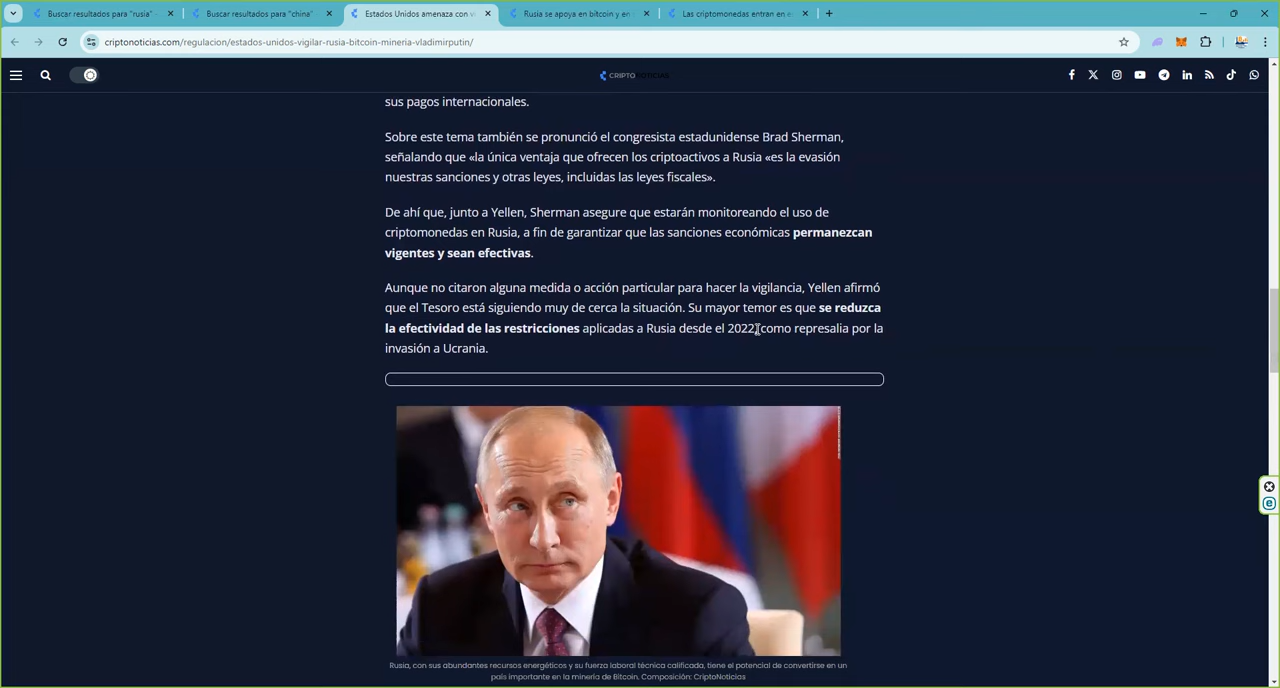 Buscar resultados para "rusia" -
Buscar resultados para "china"
Estados Unidos amenaza con vi
Rusia se apoya en bitcoin y en
Las criptomonedas entran en e
criptonoticias.com/regulacion/estados-unidos-vigilar-rusia-bitcoin-mineria-vladimirputin/
CRIPTONOTICIAS
sus pagos internacionales.
Sobre este tema también se pronunció el congresista estadunidense Brad Sherman,
señalando que «la única ventaja que ofrecen los criptoactivos a Rusia «es la evasión
nuestras sanciones y otras leyes, incluidas las leyes fiscales».
De ahí que, junto a Yellen, Sherman asegure que estarán monitoreando el uso de
criptomonedas en Rusia, a fin de garantizar que las sanciones económicas permanezcan
vigentes y sean efectivas.
Aunque no citaron alguna medida o acción particular para hacer la vigilancia, Yellen afirmó
que el Tesoro está siguiendo muy de cerca la situación. Su mayor temor es que se reduzca
la efectividad de las restricciones aplicadas a Rusia desde el 2022, como represalia por la
invasión a Ucrania.
Rusia, con sus abundantes recursos energéticos y su fuerza laboral técnica calificada, tiene el potencial de convertirse en un
país importante en la minería de Bitcoin. Composición: CriptoNoticias